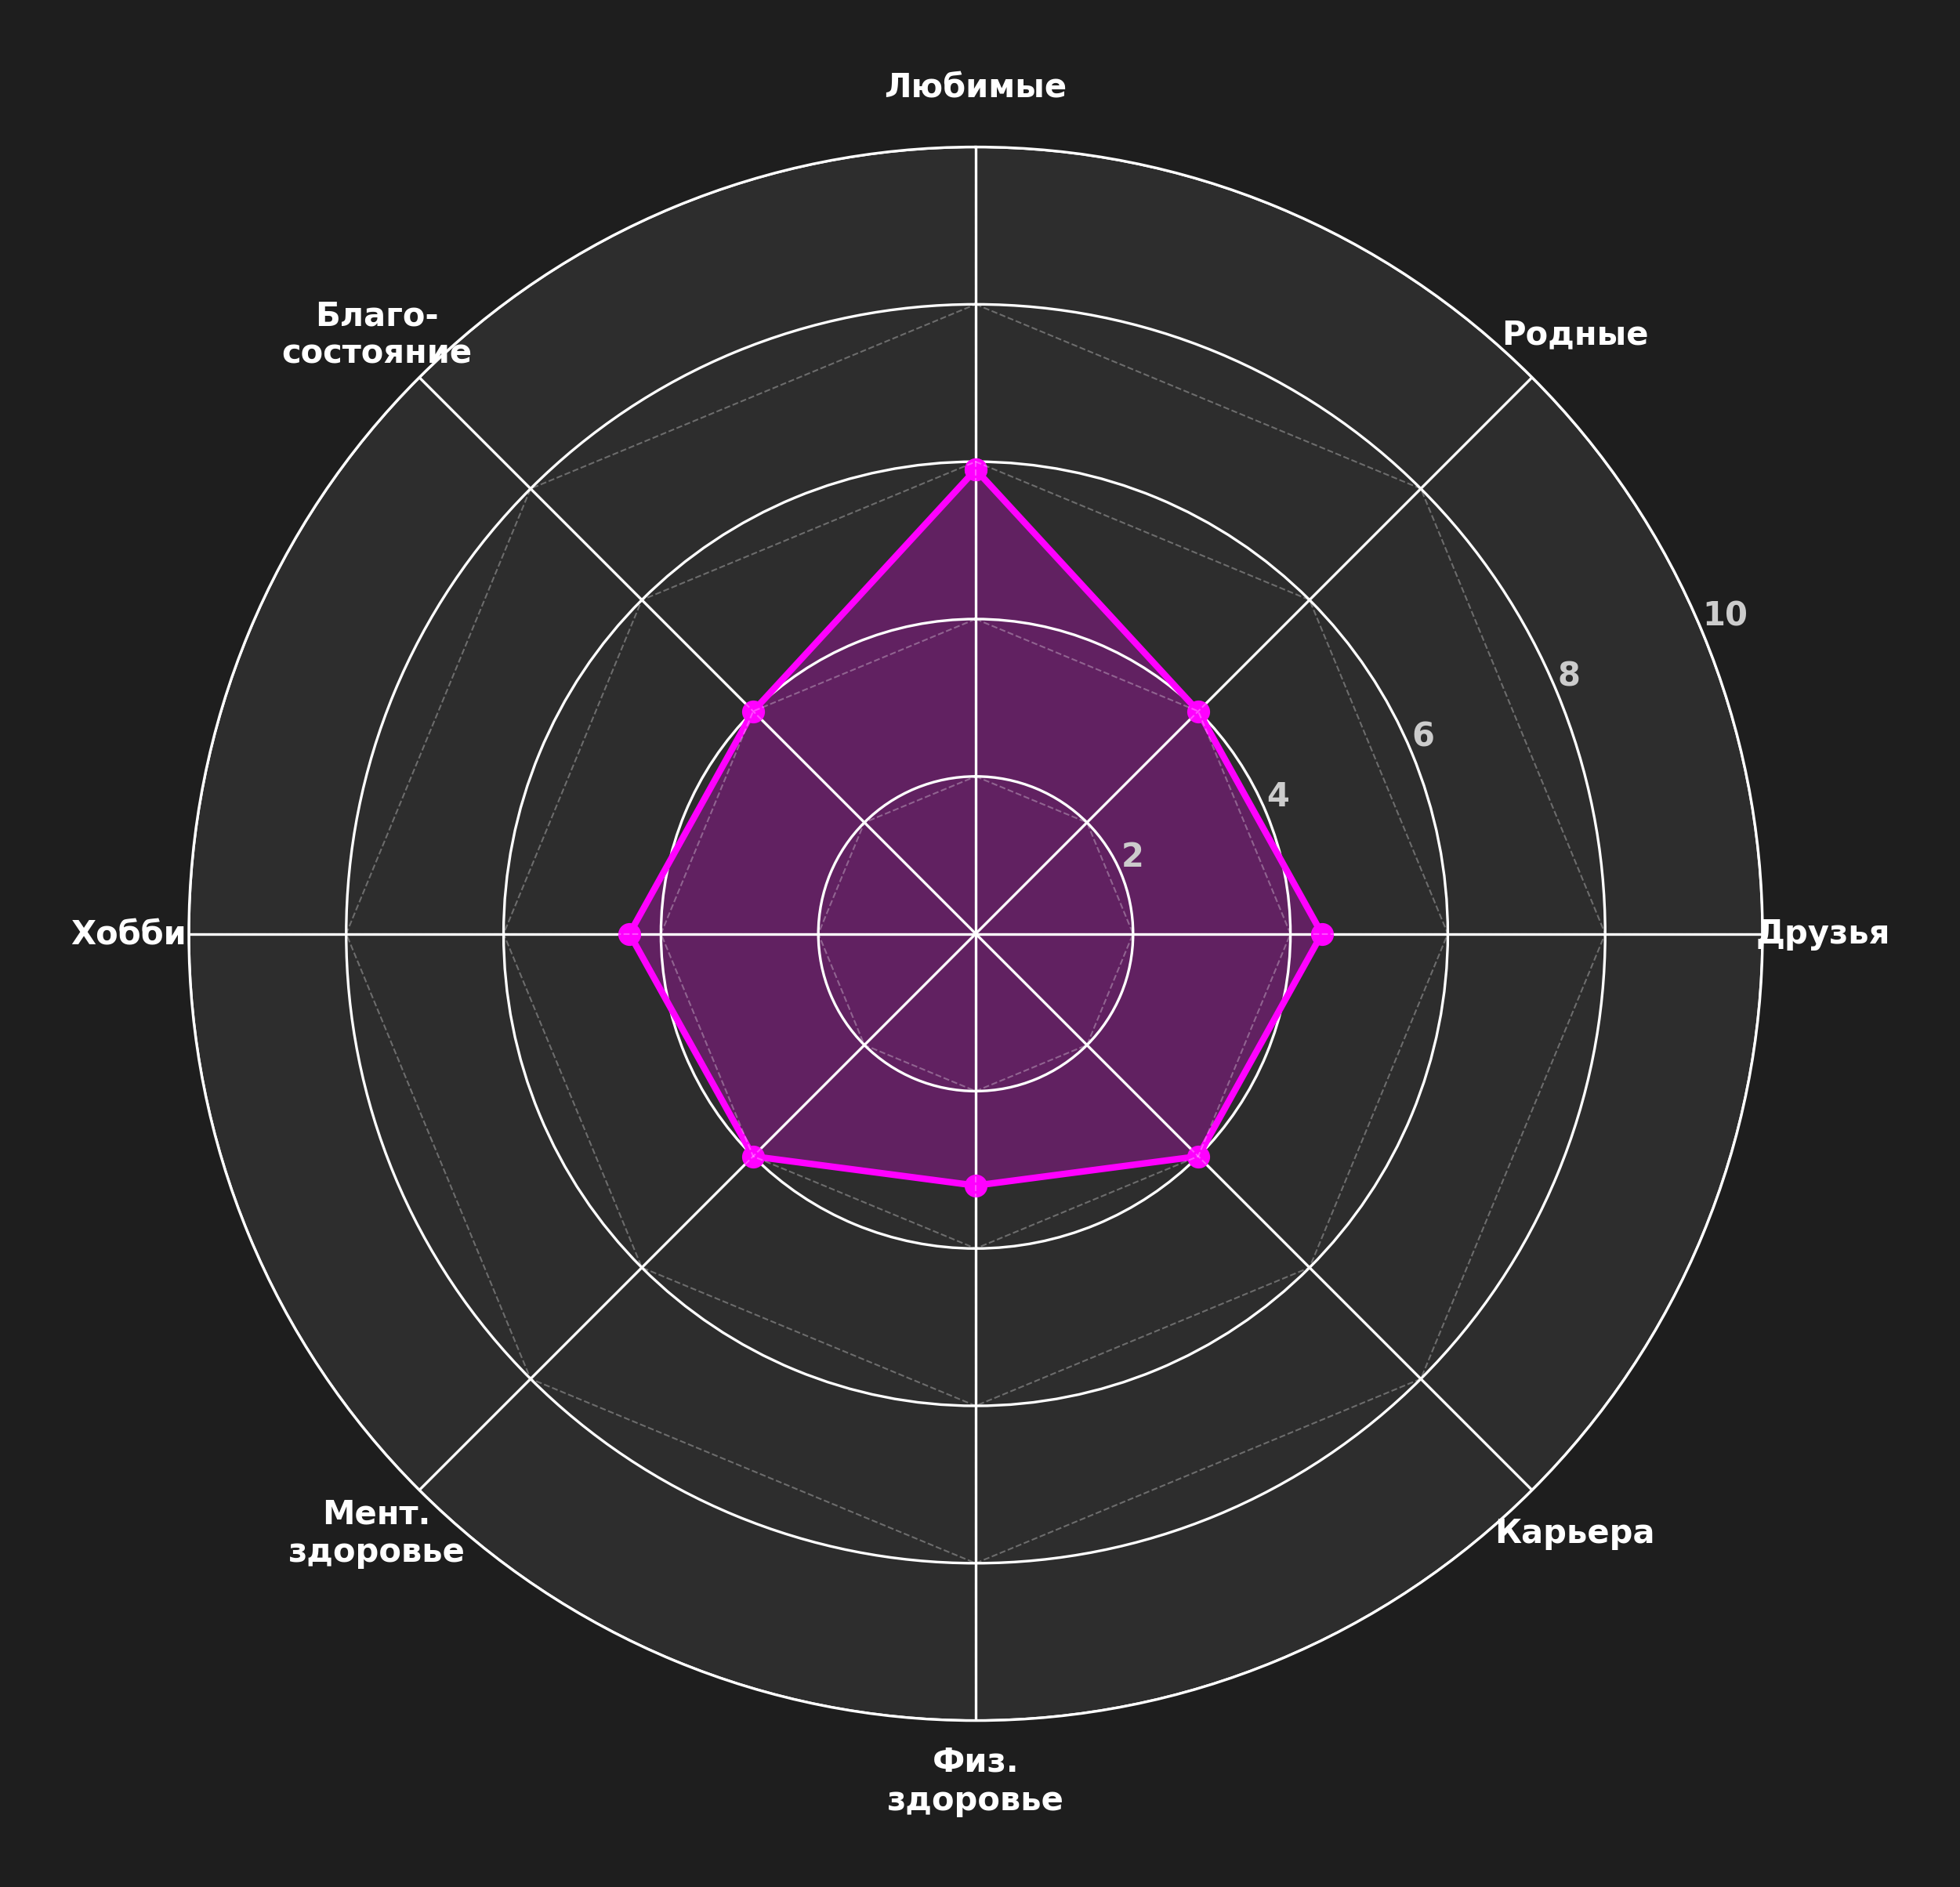 Любимые
Благо-
состояние
Родные
10
8
6
4
2
Хобби
Друзья
Мент.
здоровье
Карьера
Физ.
здоровье